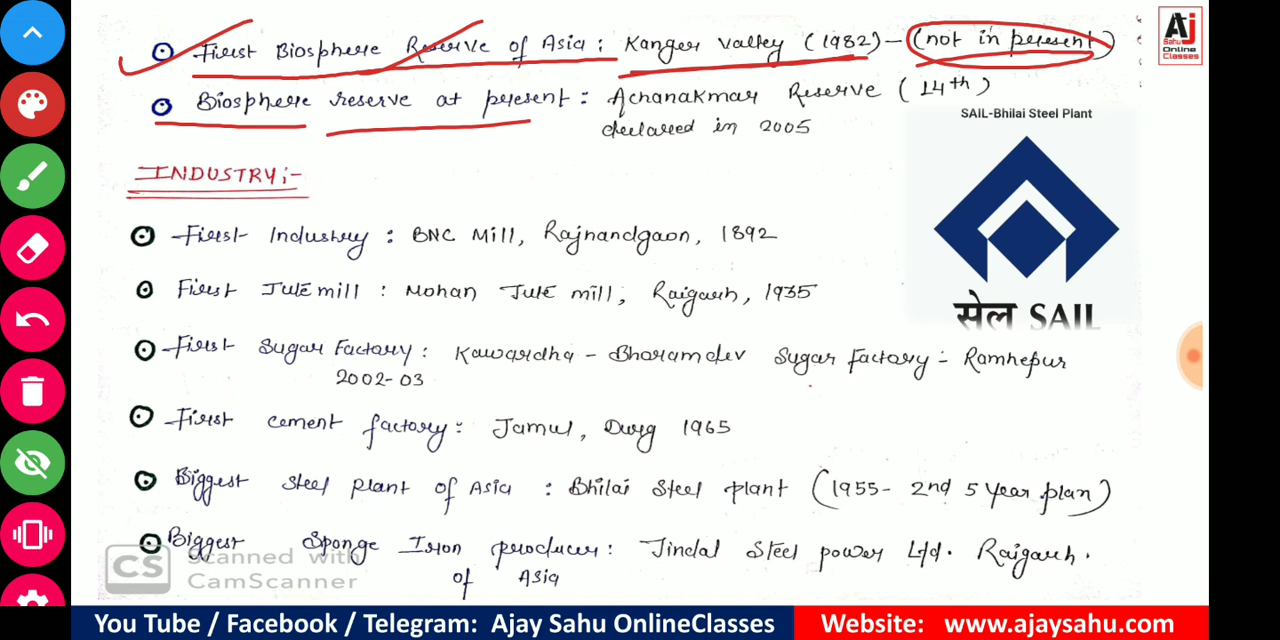 First Biosphere Reserve of Asia : Kanger Valley (1982) - (not in present)
Biosphere reserve at present : Achanakmar Reserve (14th)
declared in 2005
Aj
Sahu
Online
Classes
SAIL-Bhilai Steel Plant
सेल SAIL
INDUSTRY :-
First Industry : BNC Mill, Rajnandgaon, 1892
First Jute mill : Mohan Jute mill, Raigarh, 1935
First Sugar Factory : Kawardha - Bhoramdev Sugar factory - Ramhepur
2002-03
First cement factory : Jamul, Durg 1965
Biggest steel plant of Asia : Bhilai Steel plant (1955 - 2nd 5 year plan)
Biggest Sponge Iron producer : Jindal Steel power Ltd. Raigarh.
of Asia
CS Scanned with
CamScanner
You Tube / Facebook / Telegram: Ajay Sahu OnlineClasses
Website: www.ajaysahu.com